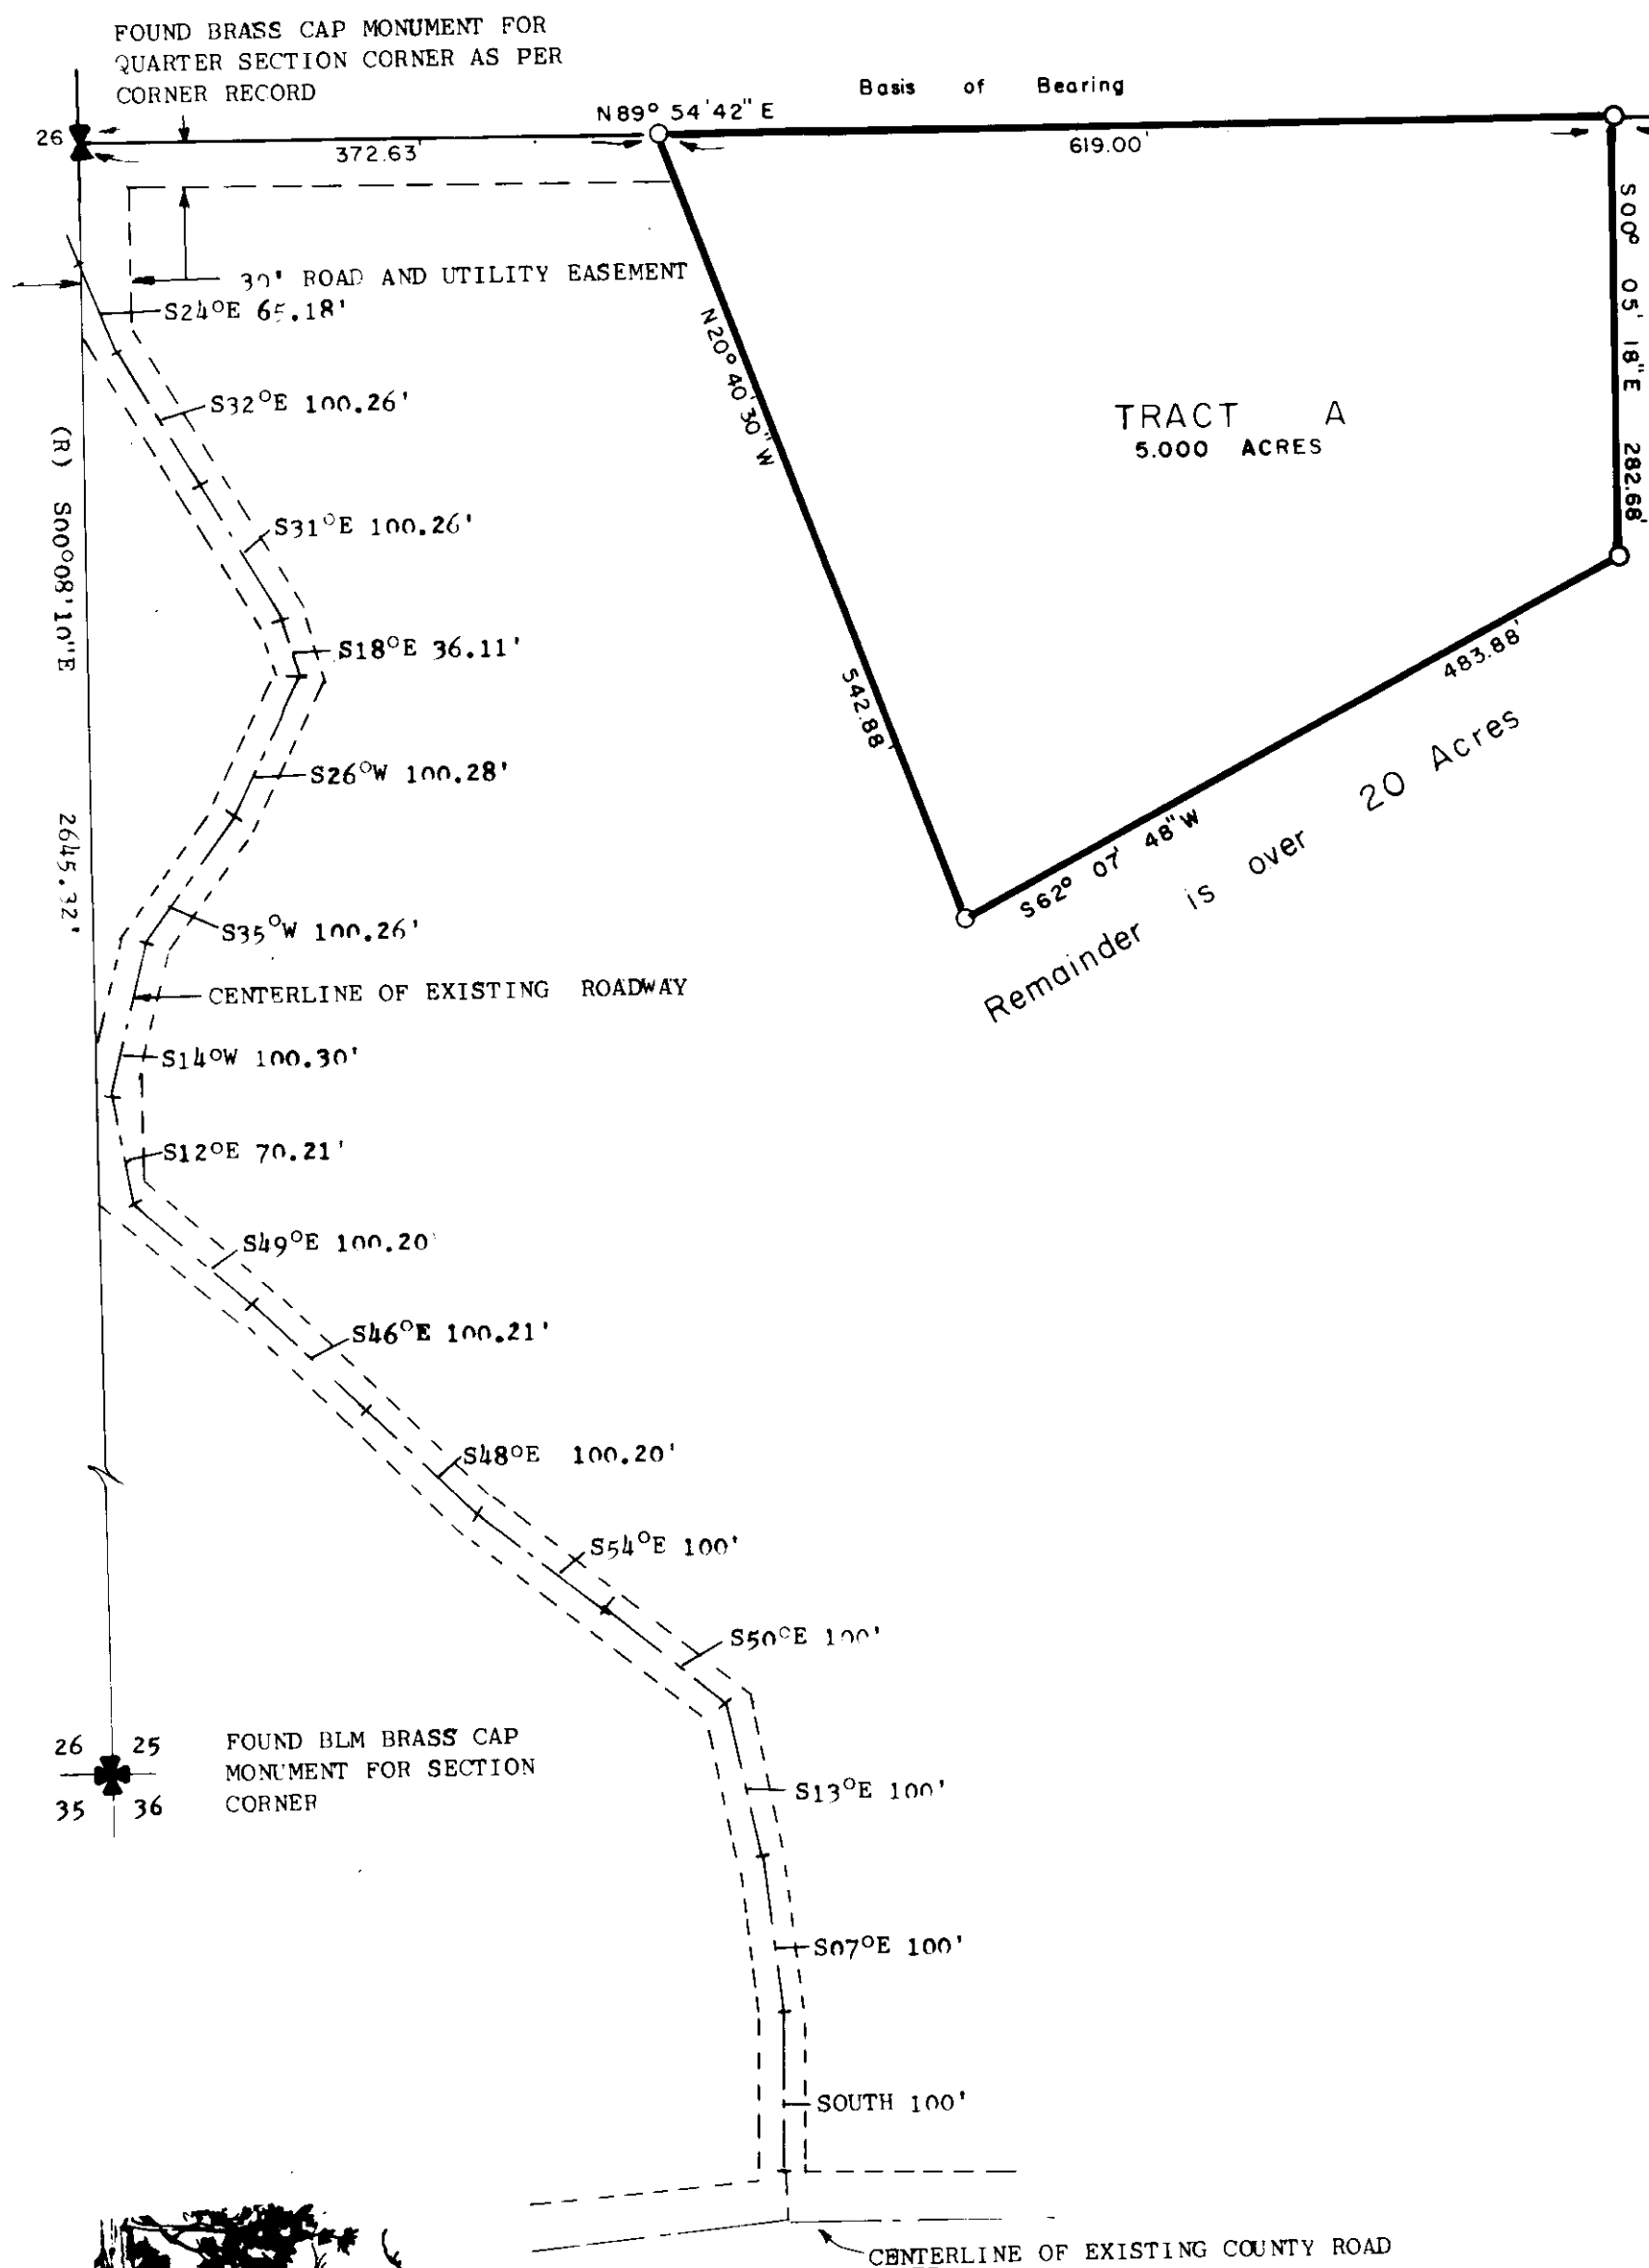 FOUND BRASS CAP MONUMENT FOR
QUARTER SECTION CORNER AS PER
CORNER RECORD
Basis of Bearing
N89° 54' 42" E
26
372.63'
619.00'
S00° 05' 18"E 282.68'
30' ROAD AND UTILITY EASEMENT
S24°E 65.18'
N20° 40' 30" W
542.88'
S32°E 100.26'
TRACT A
5.000 ACRES
(R) S00°08'10"E 2645.32'
S31°E 100.26'
S18°E 36.11'
483.88'
S62° 07' 48" W
Remainder is over 20 Acres
S26°W 100.28'
S35°W 100.26'
CENTERLINE OF EXISTING ROADWAY
S14°W 100.30'
S12°E 70.21'
S49°E 100.20'
S46°E 100.21'
S48°E 100.20'
S54°E 100'
S50°E 100'
26 25
35 36
FOUND BLM BRASS CAP
MONUMENT FOR SECTION
CORNER
S13°E 100'
S07°E 100'
SOUTH 100'
CENTERLINE OF EXISTING COUNTY ROAD